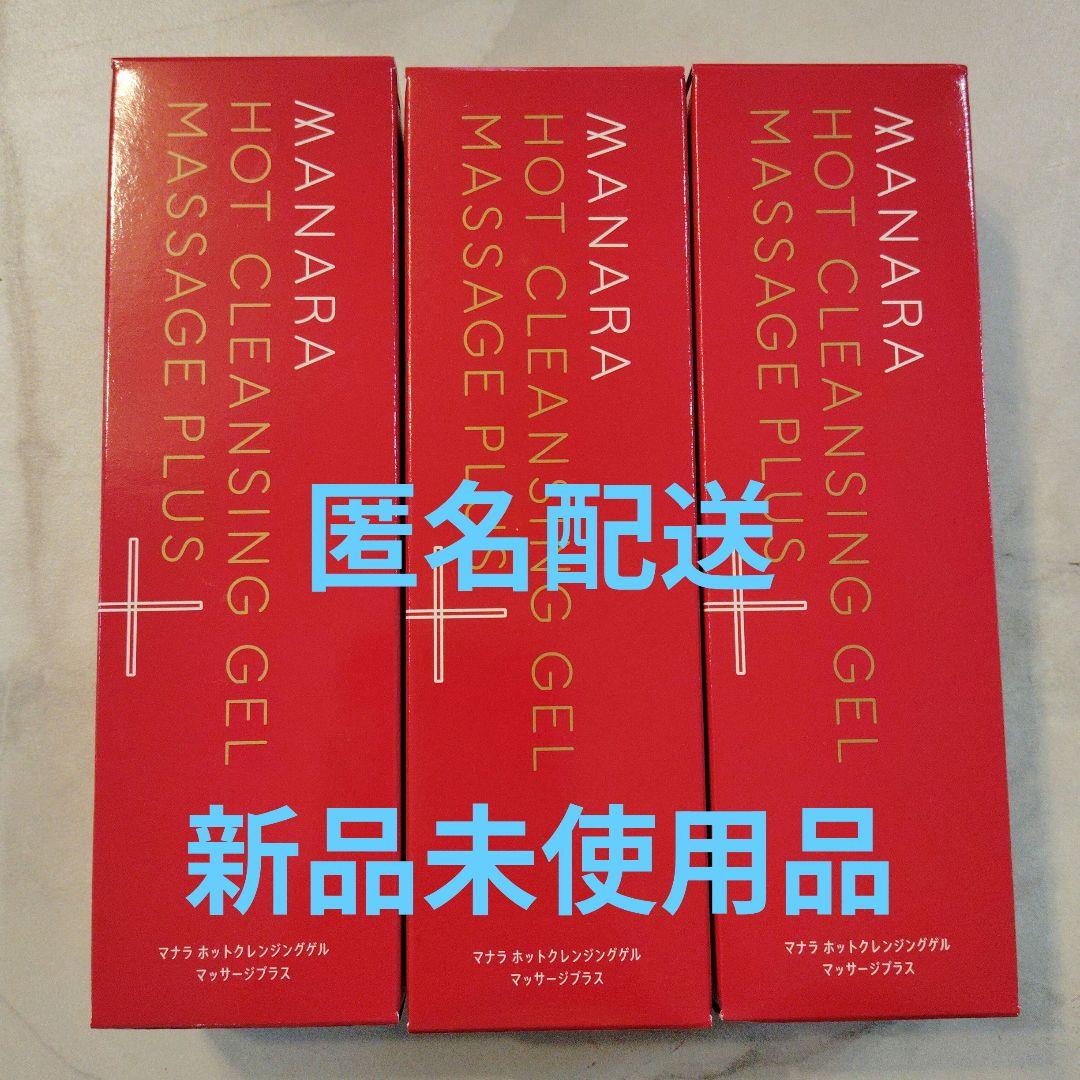 MANARA
HOT CLEANSING GEL
MASSAGE PLUS
マナラ ホットクレンジングゲル
マッサージプラス
MANARA
HOT CLEANSING GEL
MASSAGE PLUS
マナラ ホットクレンジングゲル
マッサージプラス
MANARA
HOT CLEANSING GEL
MASSAGE PLUS
マナラ ホットクレンジングゲル
マッサージプラス
匿名配送
新品未使用品